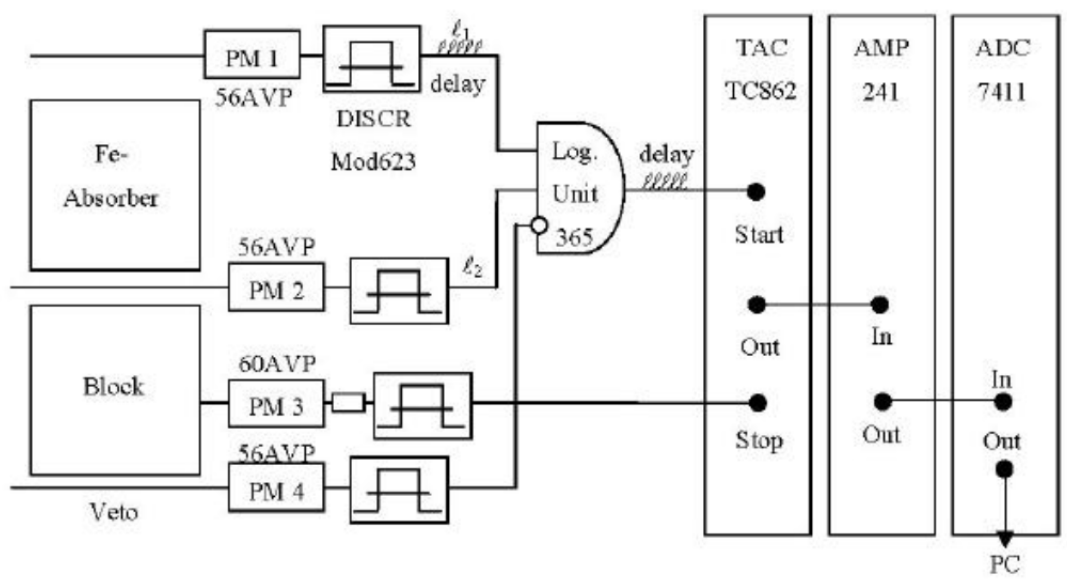 PM 1
56AVP
DISCR
Mod623
ℓ1
delay
Fe-
Absorber
Log.
Unit
365
delay
TAC
TC862
AMP
241
ADC
7411
Start
56AVP
PM 2
ℓ2
Out
In
Block
60AVP
PM 3
Stop
Out
In
Out
56AVP
PM 4
Veto
PC